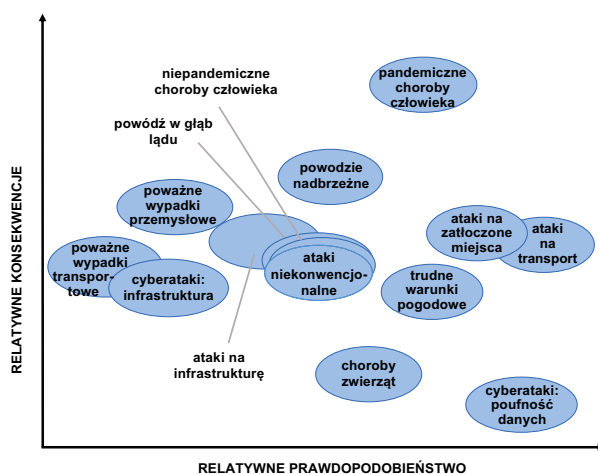 niepandemiczne
choroby człowieka
pandemiczne
choroby
człowieka
powódź w głąb
lądu
powodzie
nadbrzeżne
poważne
wypadki
przemysłowe
ataki na
zatłoczone
miejsca
ataki
na
transport
poważne
wypadki
transpor-
towe
cyberataki:
infrastruktura
ataki
niekonwencjo-
nalne
trudne
warunki
pogodowe
ataki na
infrastrukturę
choroby
zwierząt
cyberataki:
poufność
danych
RELATYWNE KONSEKWENCJE
RELATYWNE PRAWDOPODOBIEŃSTWO